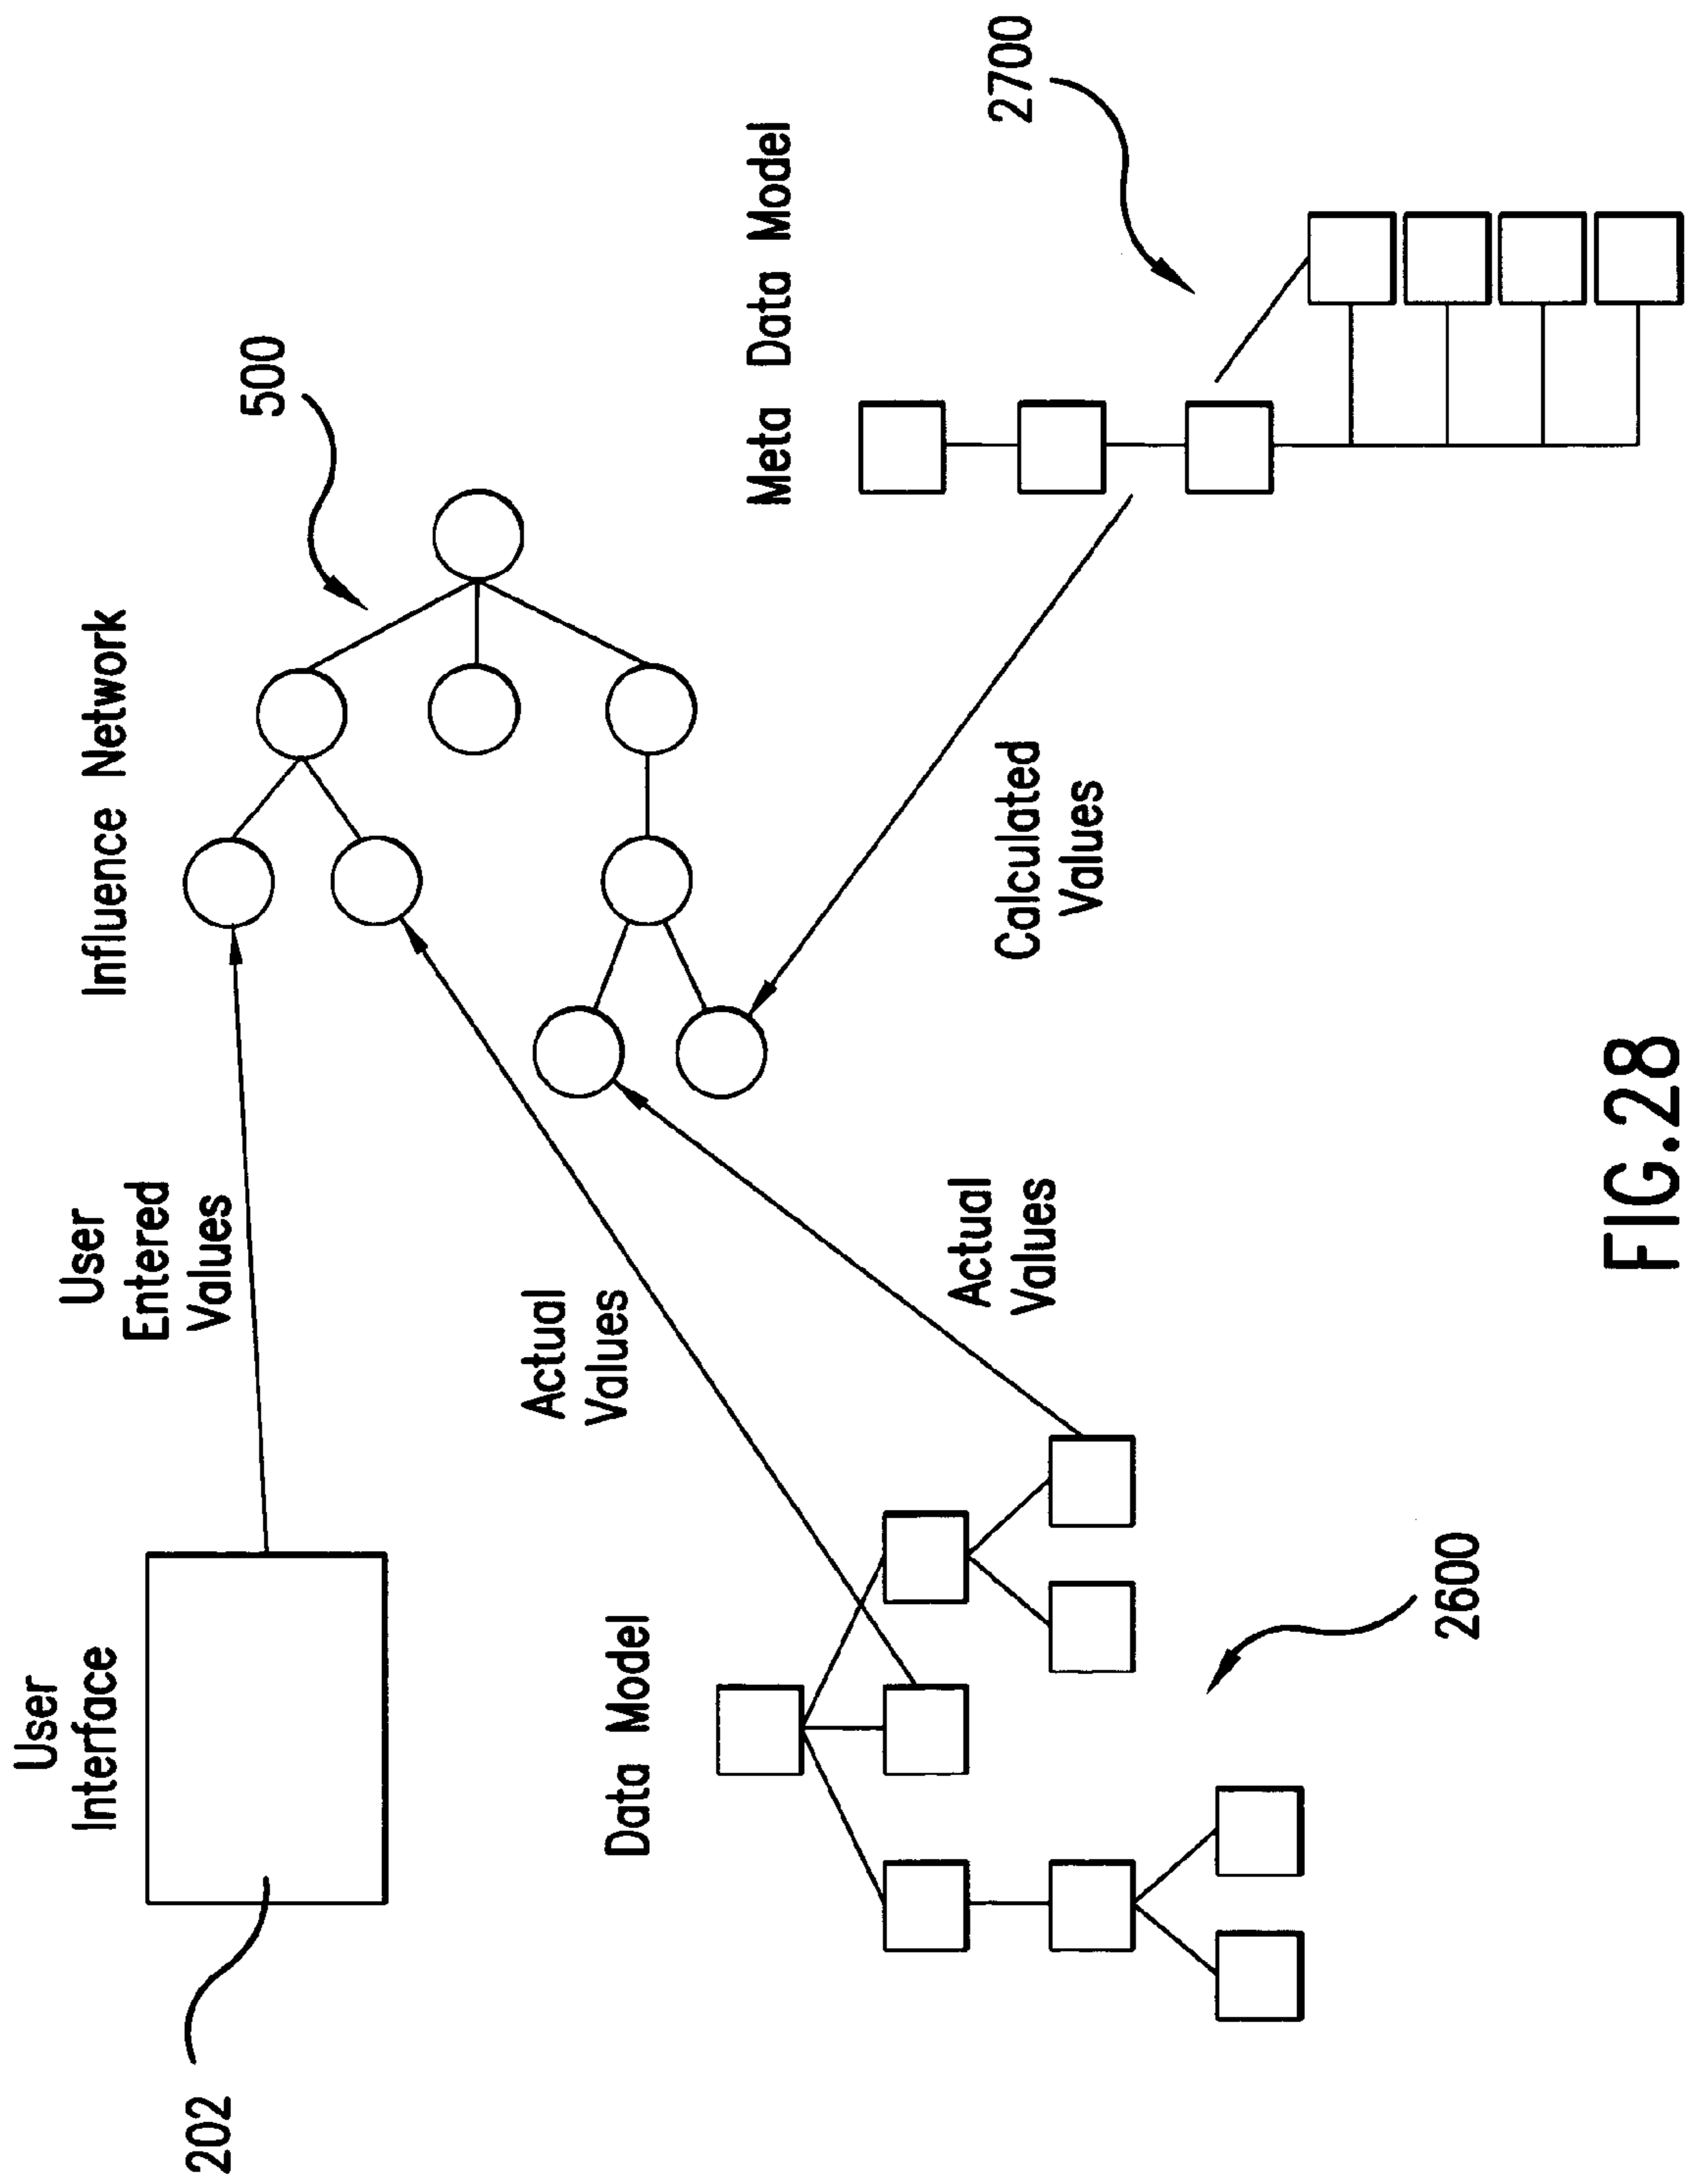 User
Interface
202
User
Entered
Values
Influence Network
500
Data Model
Actual
Values
Actual
Values
2600
Meta Data Model
2700
Calculated
Values
FIG.28